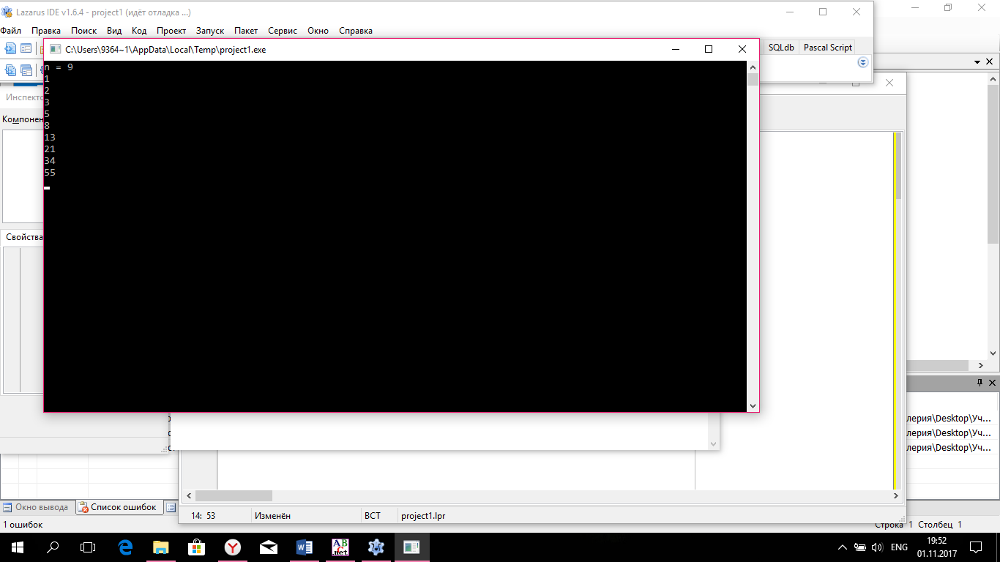 Lazarus IDE v1.6.4 - project1 (идёт отладка ...)
Файл Правка Поиск Вид Код Проект Запуск Пакет Сервис Окно Справка
C:\Users\9364~1\AppData\Local\Temp\project1.exe
SQLdb Pascal Script
n = 9
1
2
3
5
8
13
21
34
55
Компонен
Свойства
лерия\Desktop\Уч...
лерия\Desktop\Уч...
лерия\Desktop\Уч...
Окно вывода Список ошибок
14: 53 Изменён ВСТ project1.lpr
1 ошибок
Строка 1 Столбец 1
ENG
19:52
01.11.2017